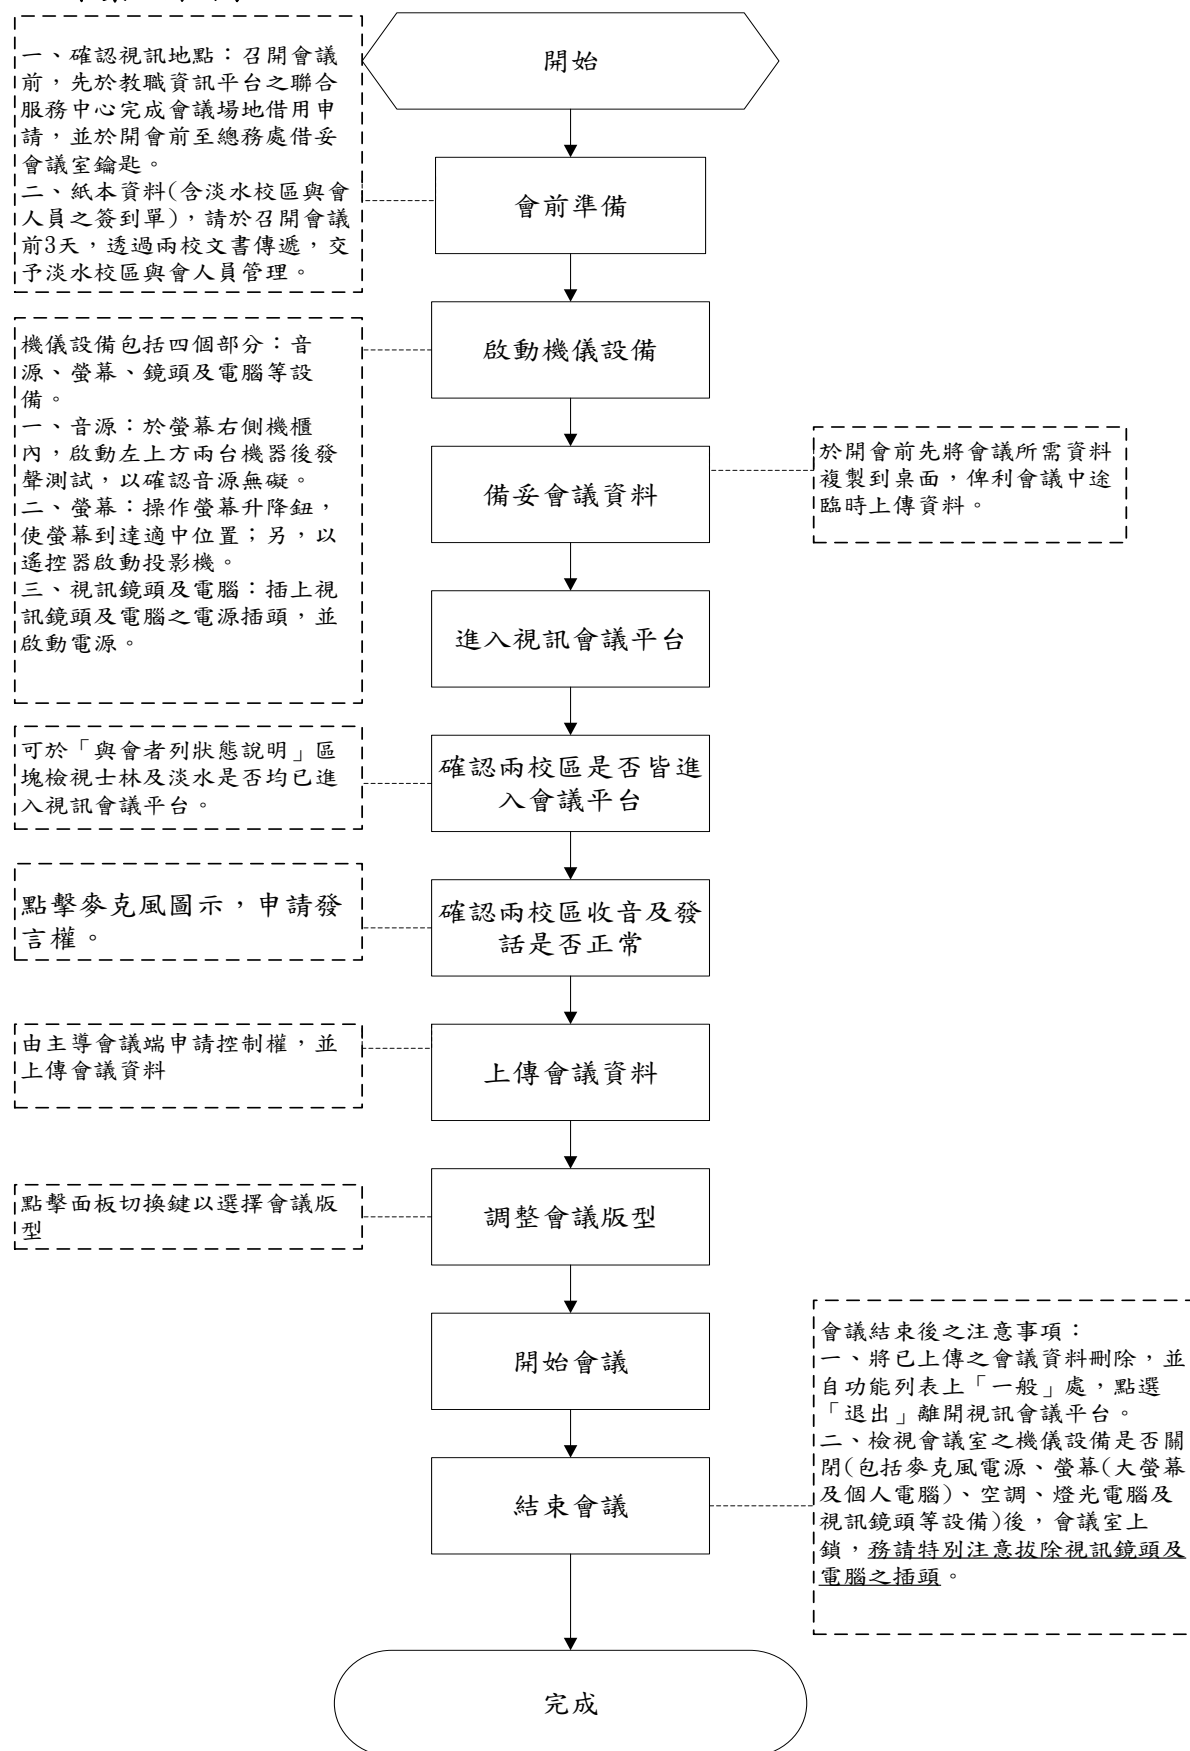 開始
一、確認視訊地點：召開會議
前，先於教職資訊平台之聯合
服務中心完成會議場地借用申
請，並於開會前至總務處借妥
會議室鑰匙。
二、紙本資料(含淡水校區與會
人員之簽到單)，請於召開會議
前3天，透過兩校文書傳遞，交
予淡水校區與會人員管理。
會前準備
機儀設備包括四個部分：音
源、螢幕、鏡頭及電腦等設
備。
一、音源：於螢幕右側機櫃
內，啟動左上方兩台機器後發
聲測試，以確認音源無礙。
二、螢幕：操作螢幕升降鈕，
使螢幕到達適中位置；另，以
遙控器啟動投影機。
三、視訊鏡頭及電腦：插上視
訊鏡頭及電腦之電源插頭，並
啟動電源。
啟動機儀設備
備妥會議資料
於開會前先將會議所需資料
複製到桌面，俾利會議中途
臨時上傳資料。
進入視訊會議平台
可於「與會者列狀態說明」區
塊檢視士林及淡水是否均已進
入視訊會議平台。
確認兩校區是否皆進
入會議平台
點擊麥克風圖示，申請發
言權。
確認兩校區收音及發
話是否正常
由主導會議端申請控制權，並
上傳會議資料
上傳會議資料
點擊面板切換鍵以選擇會議版
型
調整會議版型
開始會議
結束會議
會議結束後之注意事項：
一、將已上傳之會議資料刪除，並
自功能列表上「一般」處，點選
「退出」離開視訊會議平台。
二、檢視會議室之機儀設備是否關
閉(包括麥克風電源、螢幕(大螢幕
及個人電腦)、空調、燈光電腦及
視訊鏡頭等設備)後，會議室上
鎖，務請特別注意拔除視訊鏡頭及
電腦之插頭。
完成